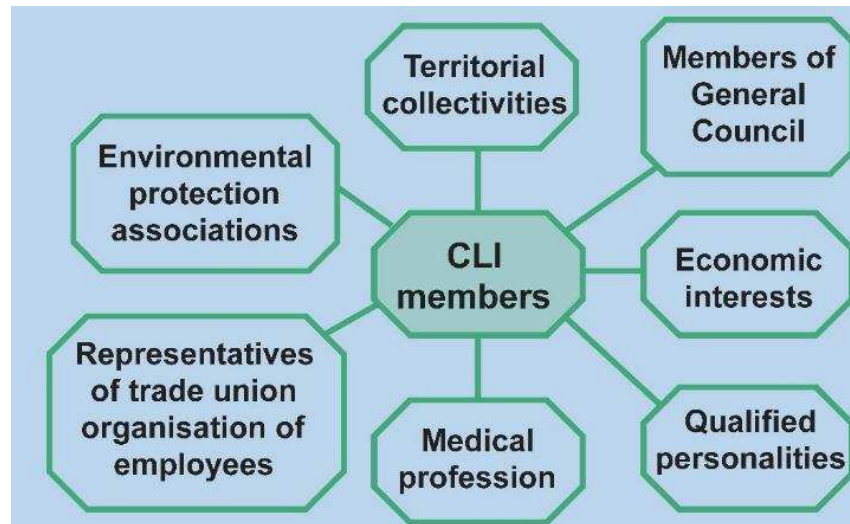 Territorial
collectivities
Members of
General
Council
Environmental
protection
associations
CLI
members
Economic
interests
Representatives
of trade union
organisation of
employees
Medical
profession
Qualified
personalities